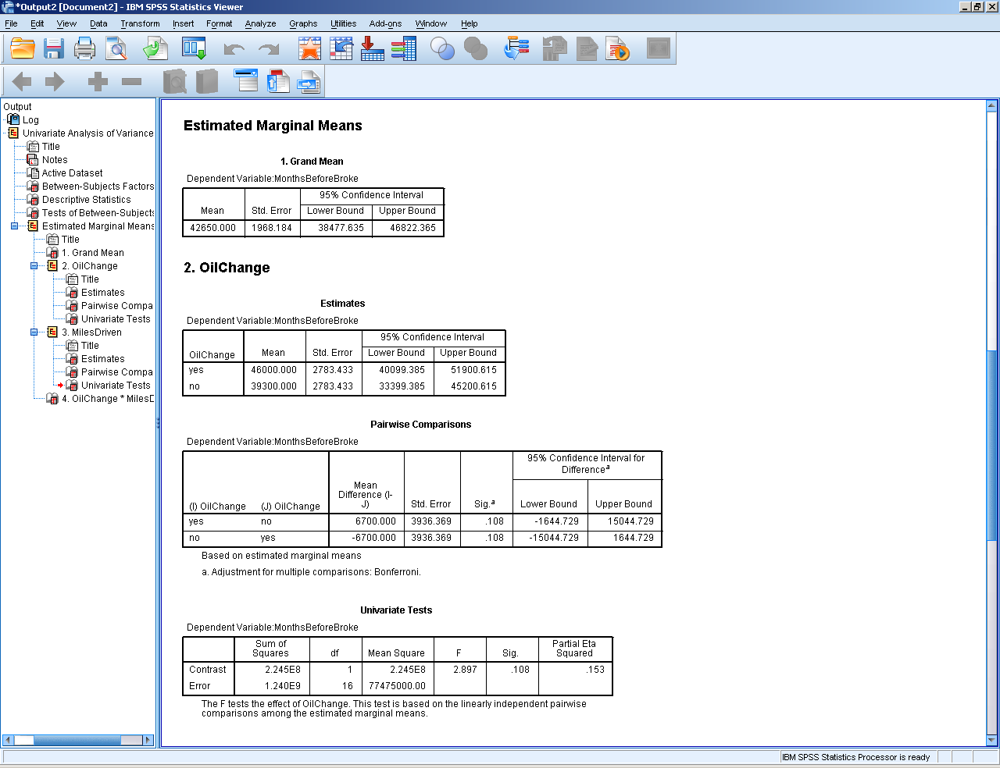 *Output2 [Document2] - IBM SPSS Statistics Viewer
File Edit View Data Transform Insert Format Analyze Graphs Utilities Add-ons Window Help
Output
Log
Univariate Analysis of Variance
Title
Notes
Active Dataset
Between-Subjects Factors
Descriptive Statistics
Tests of Between-Subjects
Estimated Marginal Means
Title
1. Grand Mean
2. OilChange
Title
Estimates
Pairwise Compa
Univariate Tests
3. MilesDriven
Title
Estimates
Pairwise Compa
Univariate Tests
4. OilChange * MilesD
Estimated Marginal Means
1. Grand Mean
Dependent Variable:MonthsBeforeBroke
95% Confidence Interval
Mean Std. Error Lower Bound Upper Bound
42650.000 1968.184 38477.635 46822.365
2. OilChange
Estimates
Dependent Variable:MonthsBeforeBroke
95% Confidence Interval
OilChange Mean Std. Error Lower Bound Upper Bound
yes 46000.000 2783.433 40099.385 51900.615
no 39300.000 2783.433 33399.385 45200.615
Pairwise Comparisons
Dependent Variable:MonthsBeforeBroke
95% Confidence Interval for
Difference a
Mean
Difference (I-
(I) OilChange (J) OilChange J) Std. Error Sig. a Lower Bound Upper Bound
yes no 6700.000 3936.369 .108 -1644.729 15044.729
no yes -6700.000 3936.369 .108 -15044.729 1644.729
Based on estimated marginal means
a. Adjustment for multiple comparisons: Bonferroni.
Univariate Tests
Dependent Variable:MonthsBeforeBroke
Sum of Partial Eta
Squares df Mean Square F Sig. Squared
Contrast 2.245E8 1 2.245E8 2.897 .108 .153
Error 1.240E9 16 77475000.00
The F tests the effect of OilChange. This test is based on the linearly independent pairwise
comparisons among the estimated marginal means.
IBM SPSS Statistics Processor is ready